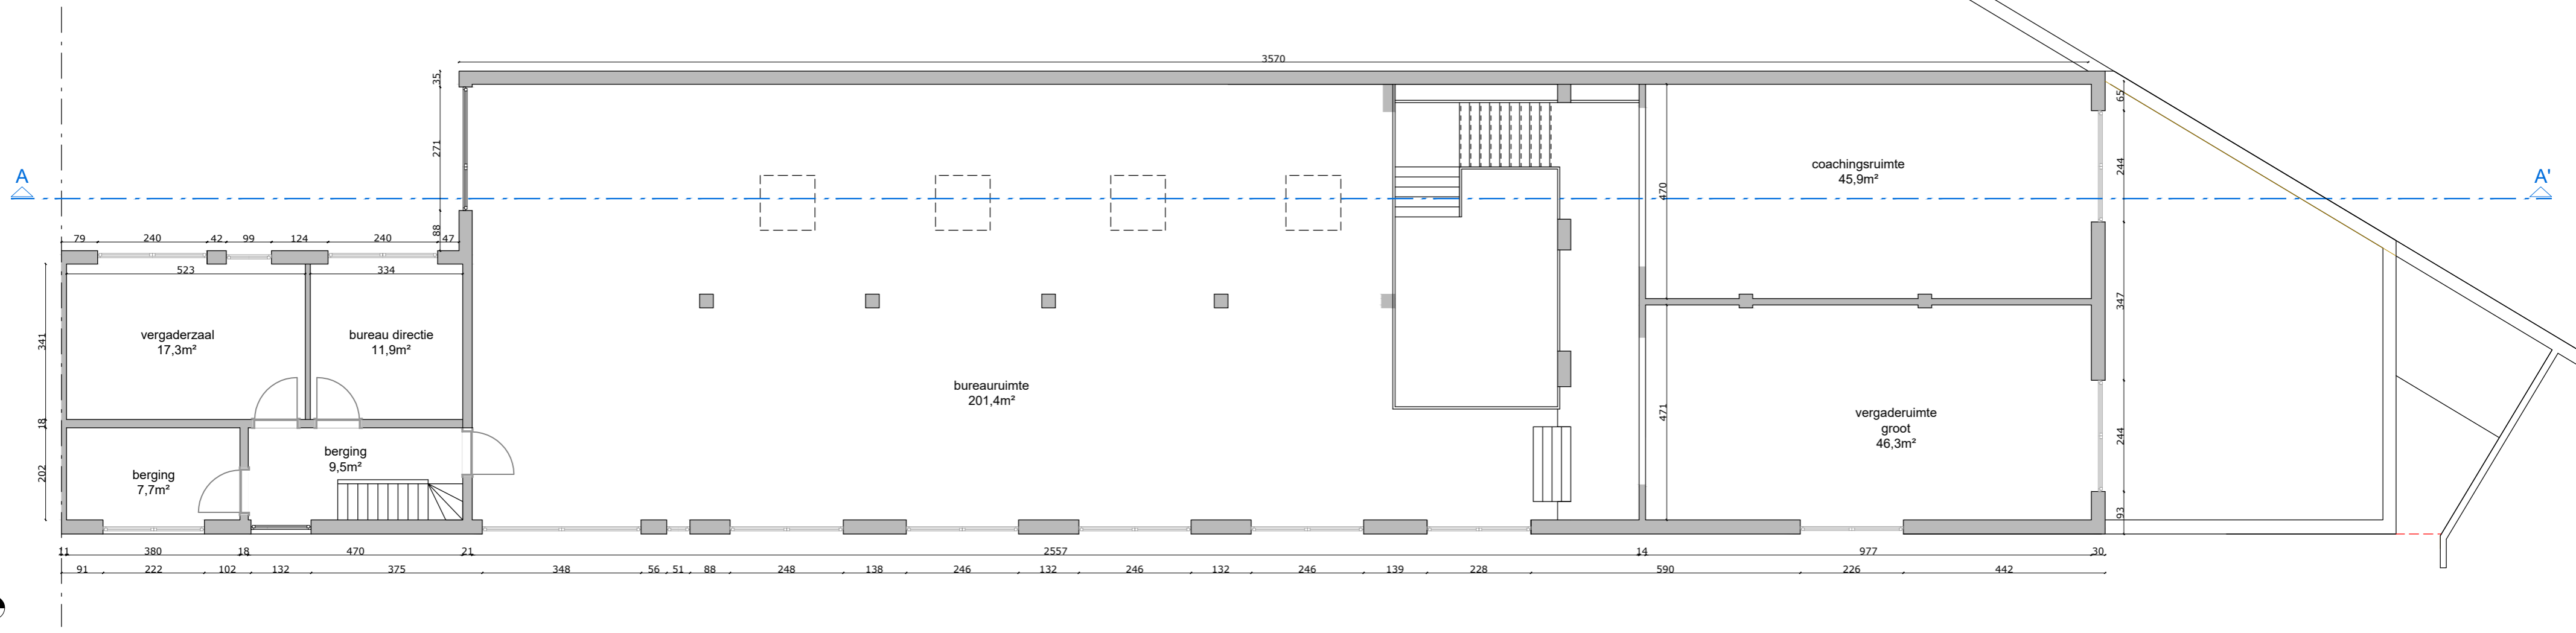 3570
35
271
88
65
244
347
244
93
A
A'
79 240 42 99 124 240 47
523 334
341
18
202
470
471
coachingsruimte
45,9m²
vergaderzaal
17,3m²
bureau directie
11,9m²
bureauruimte
201,4m²
vergaderuimte
groot
46,3m²
berging
9,5m²
berging
7,7m²
11 380 18 470 21 2557 14 977 30
91 222 102 132 375 348 56 51 88 248 138 246 132 246 132 246 139 228 590 226 442